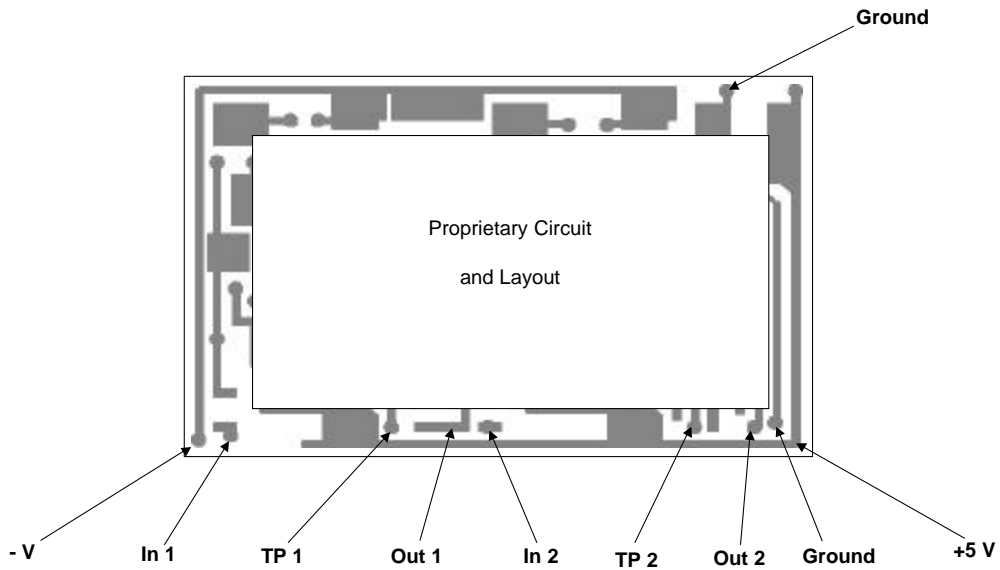 Ground
Proprietary Circuit
and Layout
- V
In 1
TP 1
Out 1
In 2
TP 2
Out 2
Ground
+5 V